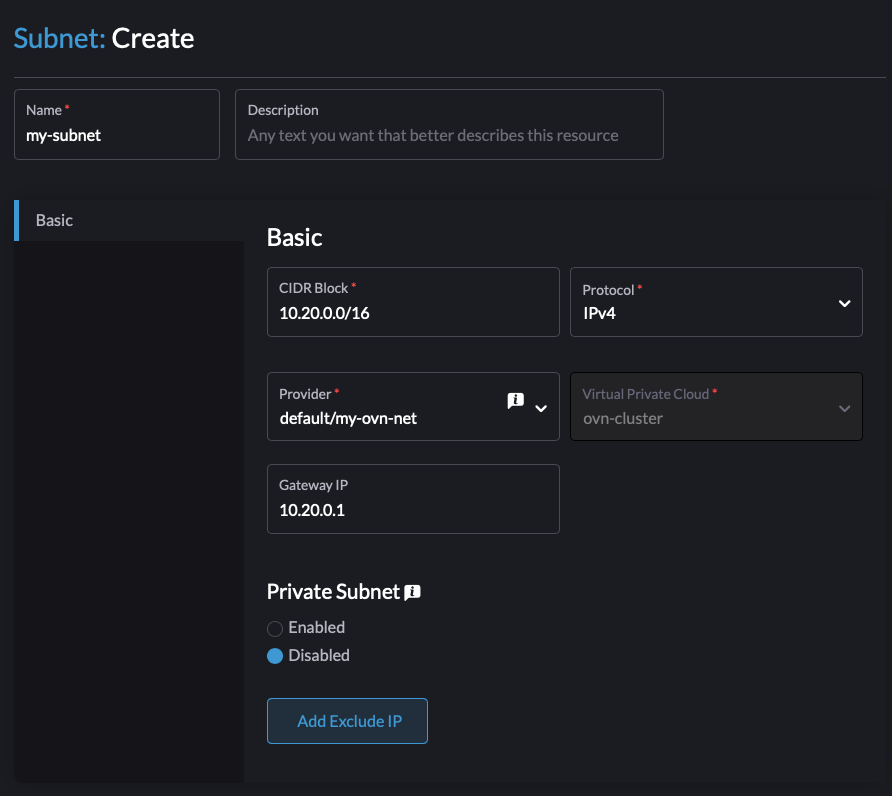 Subnet: Create
Name *
my-subnet
Description
Any text you want that better describes this resource
Basic
Basic
CIDR Block *
10.20.0.0/16
Protocol *
IPv4
Provider *
default/my-ovn-net
Virtual Private Cloud *
ovn-cluster
Gateway IP
10.20.0.1
Private Subnet
Enabled
Disabled
Add Exclude IP